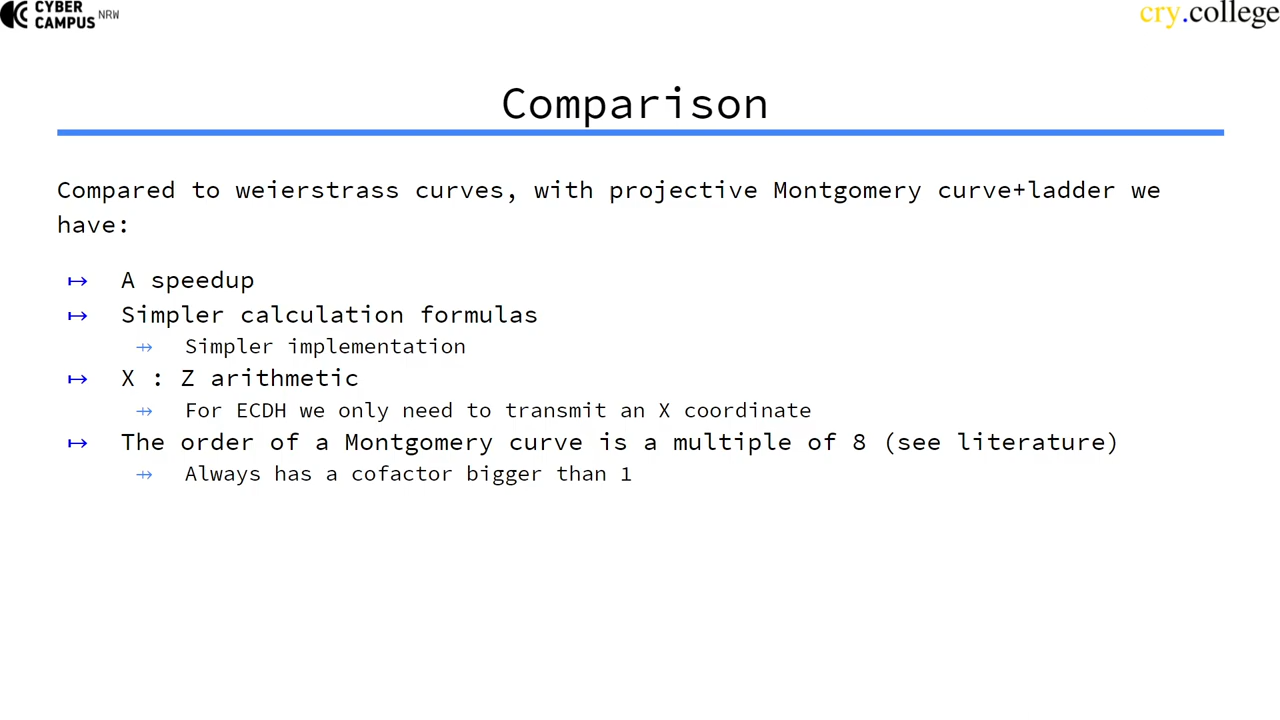 CYBER
CAMPUS NRW
cry.college
Comparison
Compared to weierstrass curves, with projective Montgomery curve+ladder we
have:
↦ A speedup
↦ Simpler calculation formulas
⇸ Simpler implementation
↦ X : Z arithmetic
⇸ For ECDH we only need to transmit an X coordinate
↦ The order of a Montgomery curve is a multiple of 8 (see literature)
⇸ Always has a cofactor bigger than 1